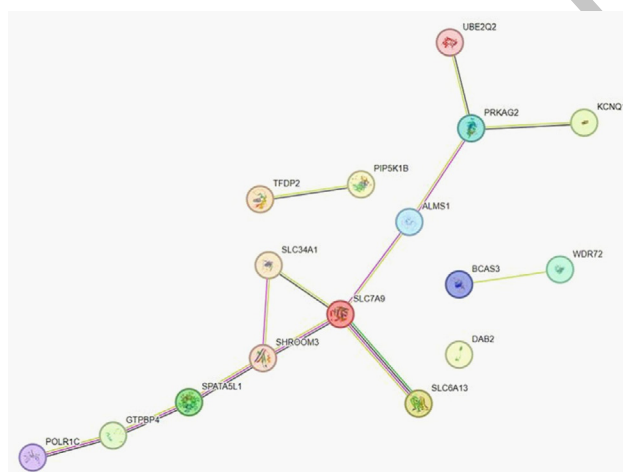 UBE2Q2
PRKAG2
KCNQ
PIP5K1B
TFDP2
ALMS1
SLC34A1
WDR72
BCAS3
SLC7A9
SHROOM3
DAB2
SPATA5L1
SLC6A13
GTPBP4
POLR1C